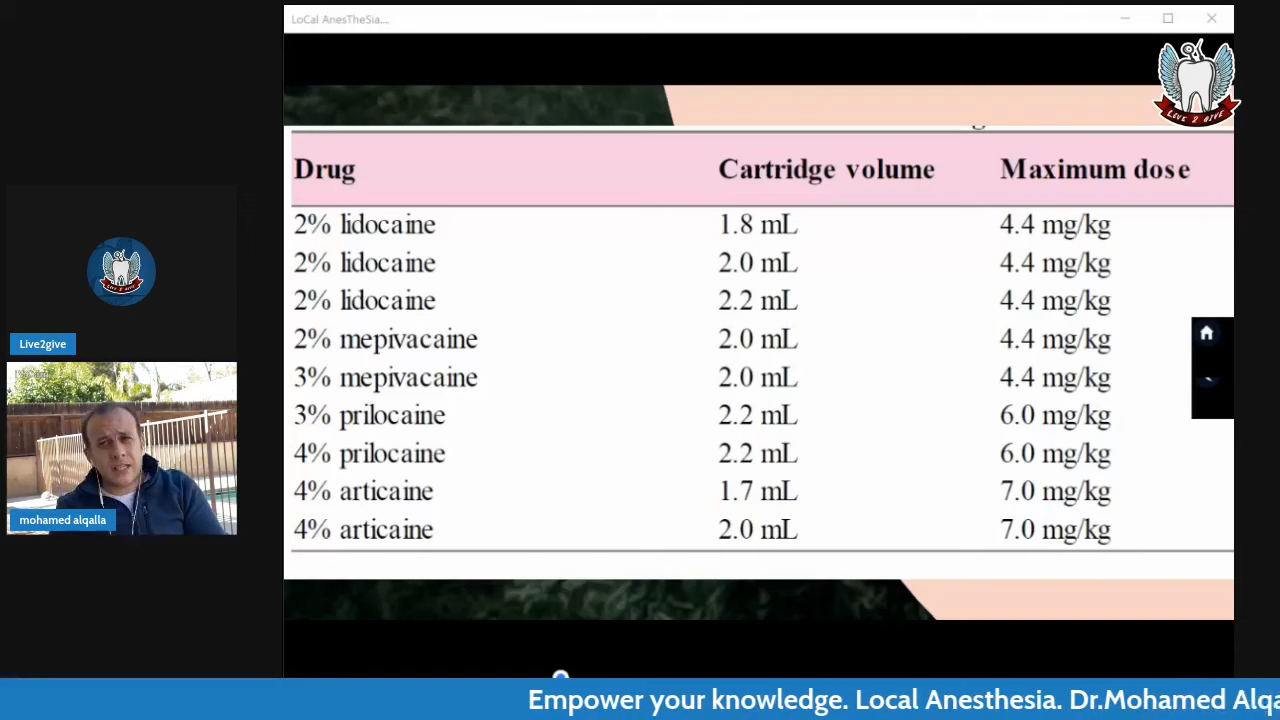 LoCal AnesTheSia....
LIVE 2 GIVE
Drug Cartridge volume Maximum dose
2% lidocaine 1.8 mL 4.4 mg/kg
2% lidocaine 2.0 mL 4.4 mg/kg
2% lidocaine 2.2 mL 4.4 mg/kg
2% mepivacaine 2.0 mL 4.4 mg/kg
3% mepivacaine 2.0 mL 4.4 mg/kg
3% prilocaine 2.2 mL 6.0 mg/kg
4% prilocaine 2.2 mL 6.0 mg/kg
4% articaine 1.7 mL 7.0 mg/kg
4% articaine 2.0 mL 7.0 mg/kg
Live2give
mohamed alqalla
Empower your knowledge. Local Anesthesia. Dr.Mohamed Alqa